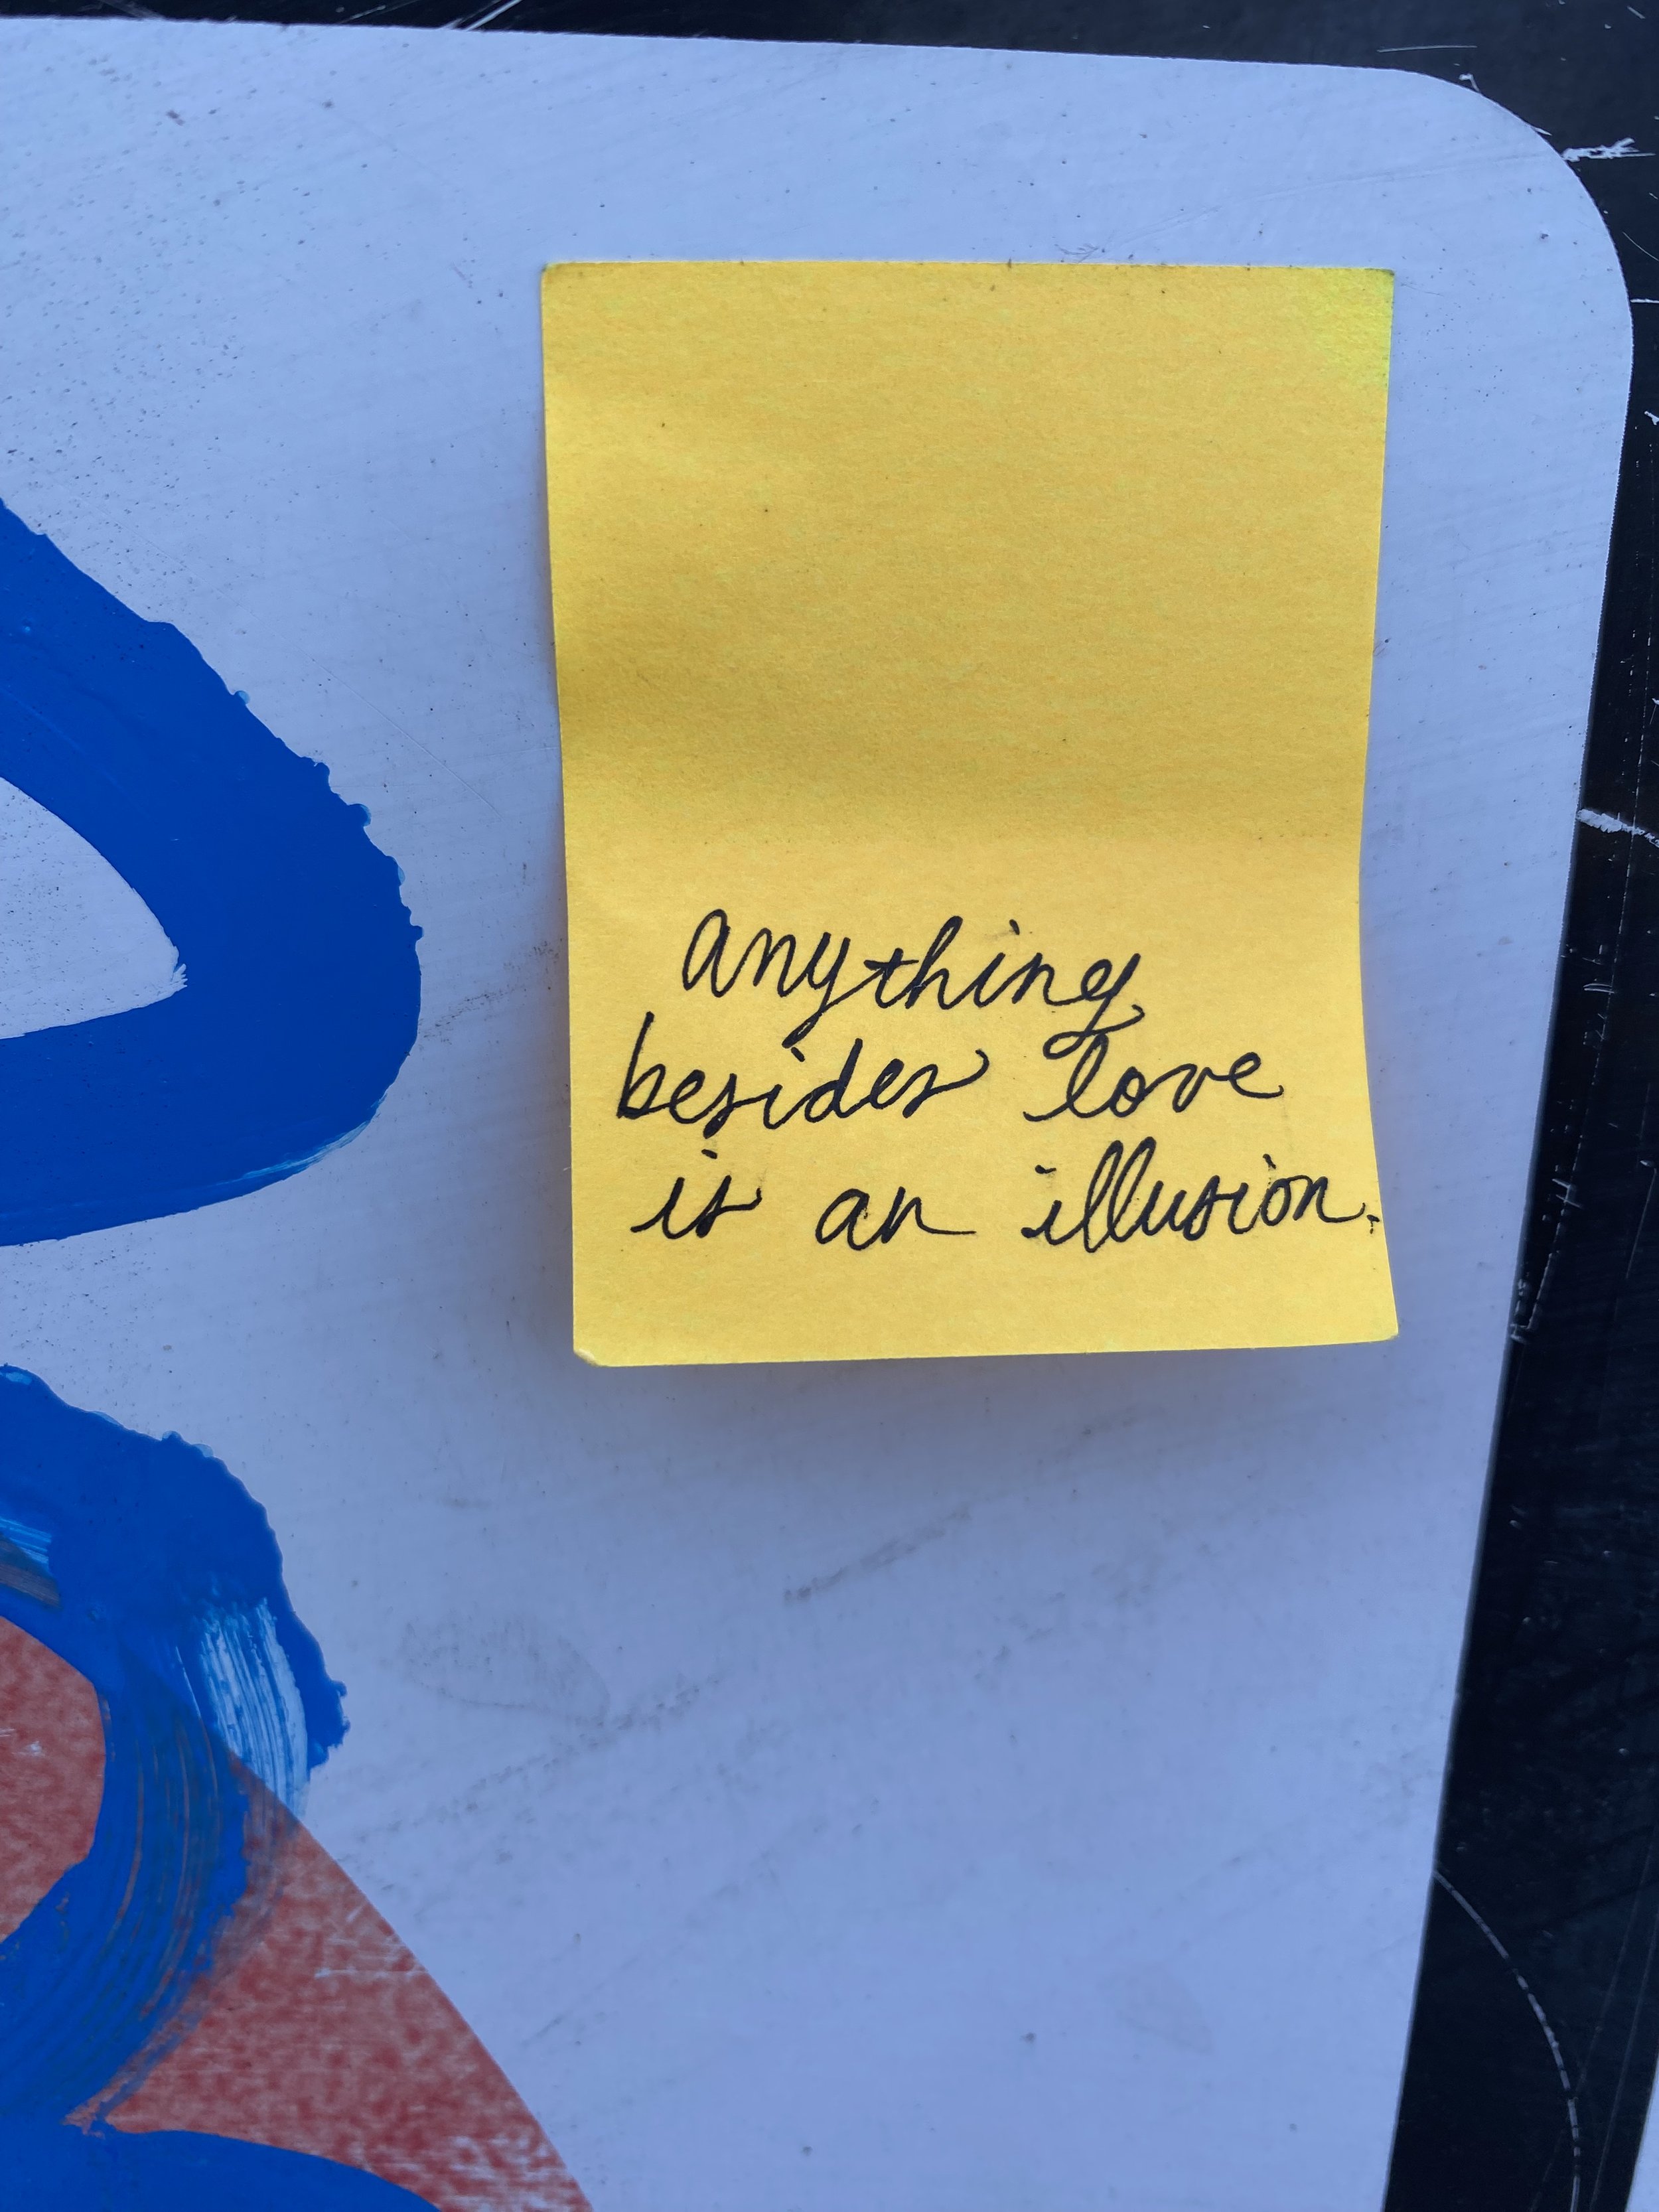 anything
besides love
is an illusion.